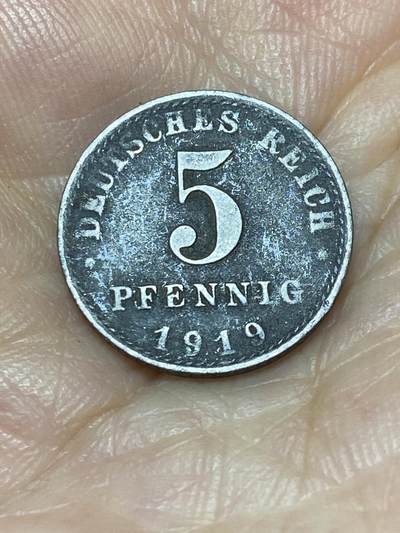 DEUTSCHES REICH
5
PFENNIG
1919